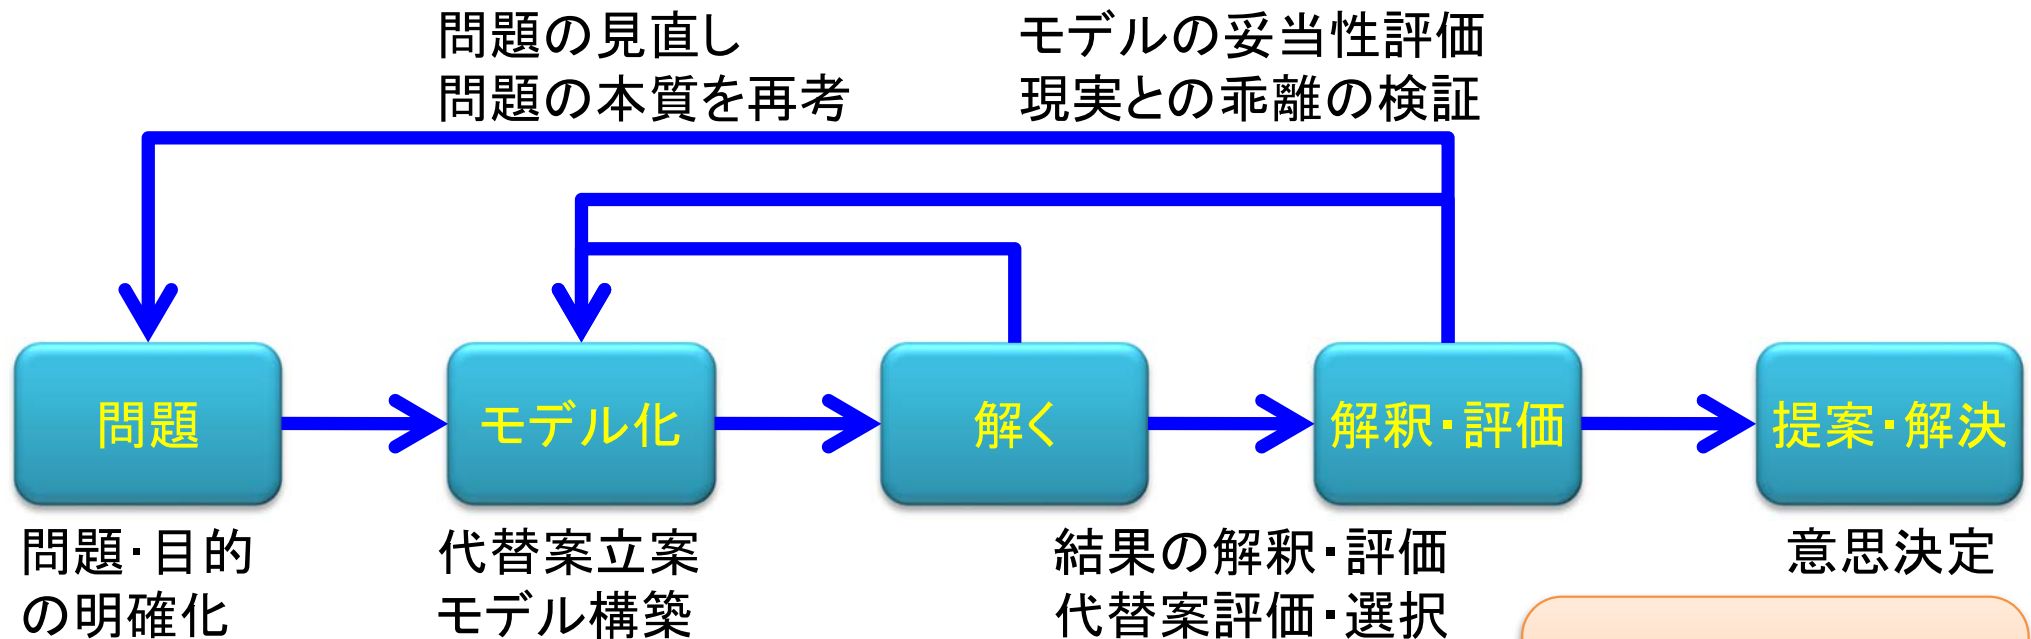 問題の見直し
問題の本質を再考
モデルの妥当性評価
現実との乖離の検証
問題
モデル化
解く
解釈・評価
提案・解決
問題・目的
の明確化
代替案立案
モデル構築
結果の解釈・評価
代替案評価・選択
意思決定